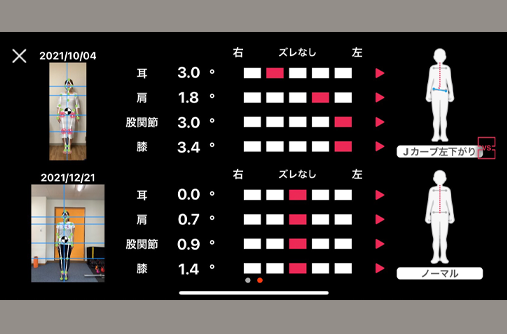 2021/10/04
右 ズレなし 左
耳 3.0 °
肩 1.8 °
股関節 3.0 °
膝 3.4 °
Jカーブ左下がり
VS
2021/12/21
右 ズレなし 左
耳 0.0 °
肩 0.7 °
股関節 0.9 °
膝 1.4 °
ノーマル